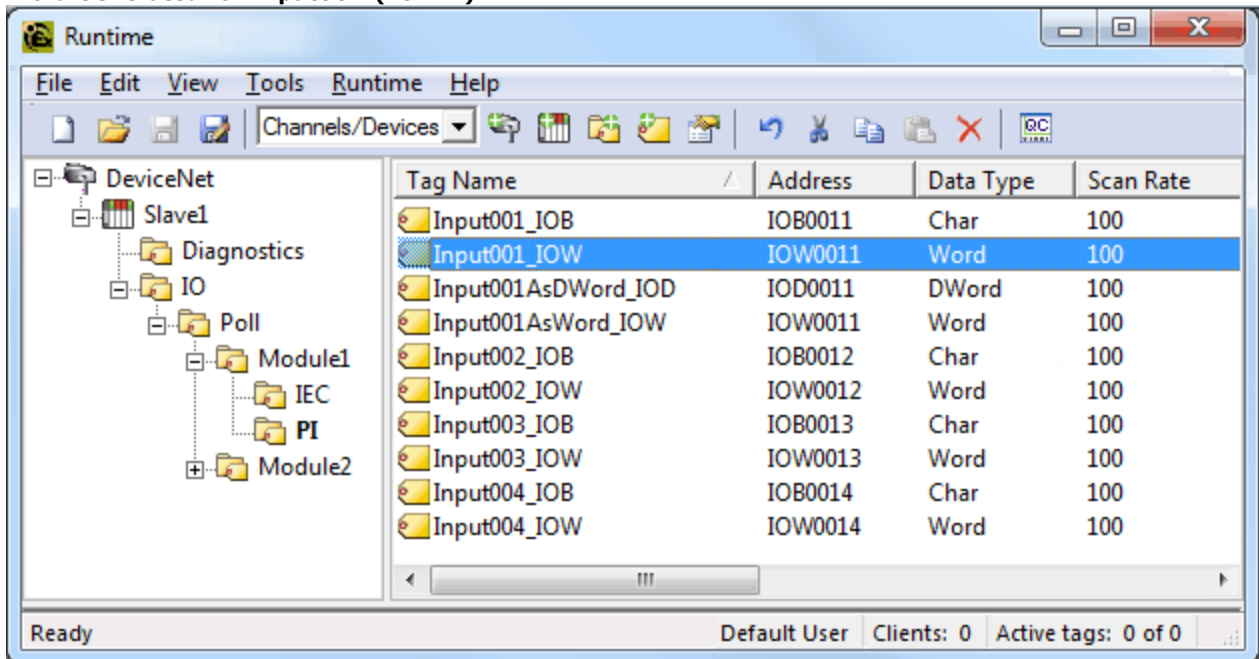 Runtime
File Edit View Tools Runtime Help
Channels/Devices
QC
DeviceNet
Slave1
Diagnostics
IO
Poll
Module1
IEC
PI
Module2
Tag Name Address Data Type Scan Rate
Input001_IOB IOB0011 Char 100
Input001_IOW IOW0011 Word 100
Input001AsDWord_IOD IOD0011 DWord 100
Input001AsWord_IOW IOW0011 Word 100
Input002_IOB IOB0012 Char 100
Input002_IOW IOW0012 Word 100
Input003_IOB IOB0013 Char 100
Input003_IOW IOW0013 Word 100
Input004_IOB IOB0014 Char 100
Input004_IOW IOW0014 Word 100
Ready Default User Clients: 0 Active tags: 0 of 0